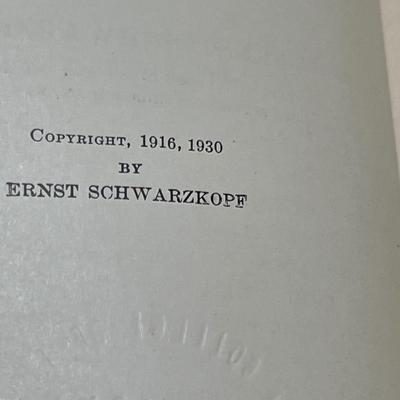 COPYRIGHT, 1916, 1930
BY
ERNST SCHWARZKOPF